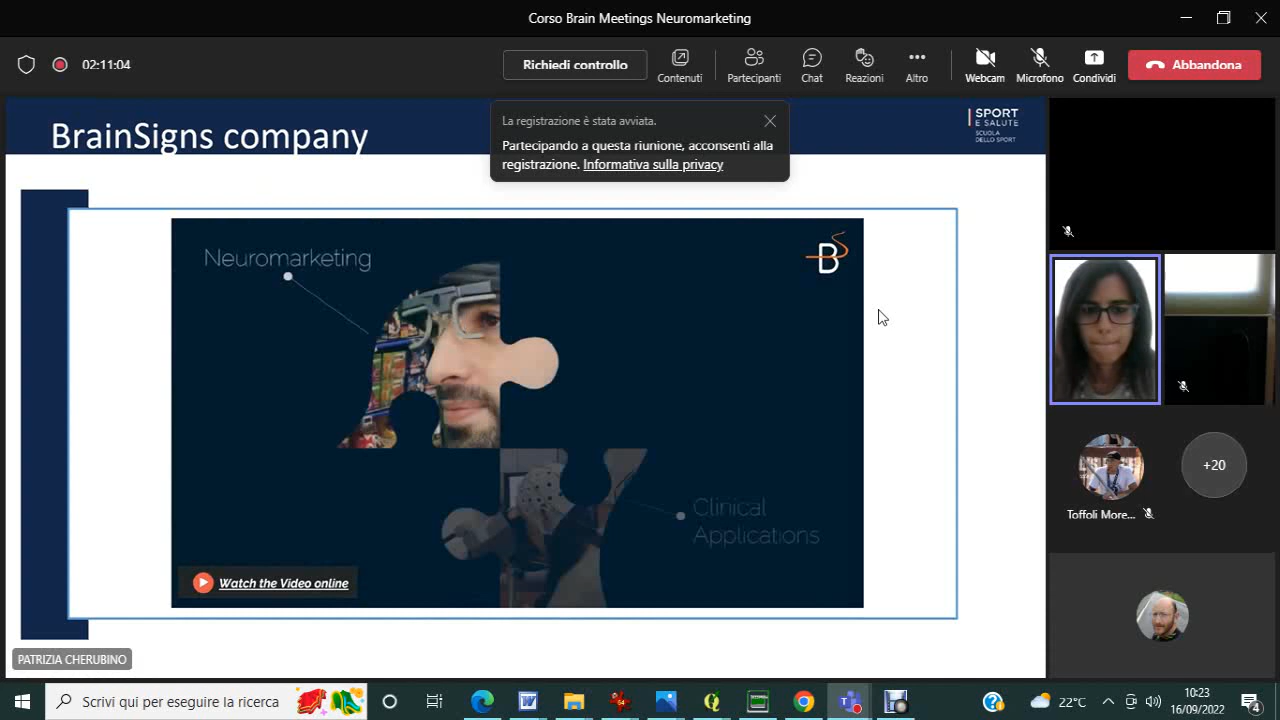 Corso Brain Meetings Neuromarketing
02:11:04
Richiedi controllo
Contenuti
Partecipanti
Chat
Reazioni
Altro
Webcam
Microfono
Condividi
Abbandona
La registrazione è stata avviata.
Partecipando a questa riunione, acconsenti alla
registrazione. Informativa sulla privacy
BrainSigns company
SPORT
E SALUTE
SCUOLA
DELLO SPORT
Neuromarketing
B
Clinical
Applications
Watch the Video online
PATRIZIA CHERUBINO
+20
Toffoli More...
Scrivi qui per eseguire la ricerca
22°C
10:23
16/09/2022
4